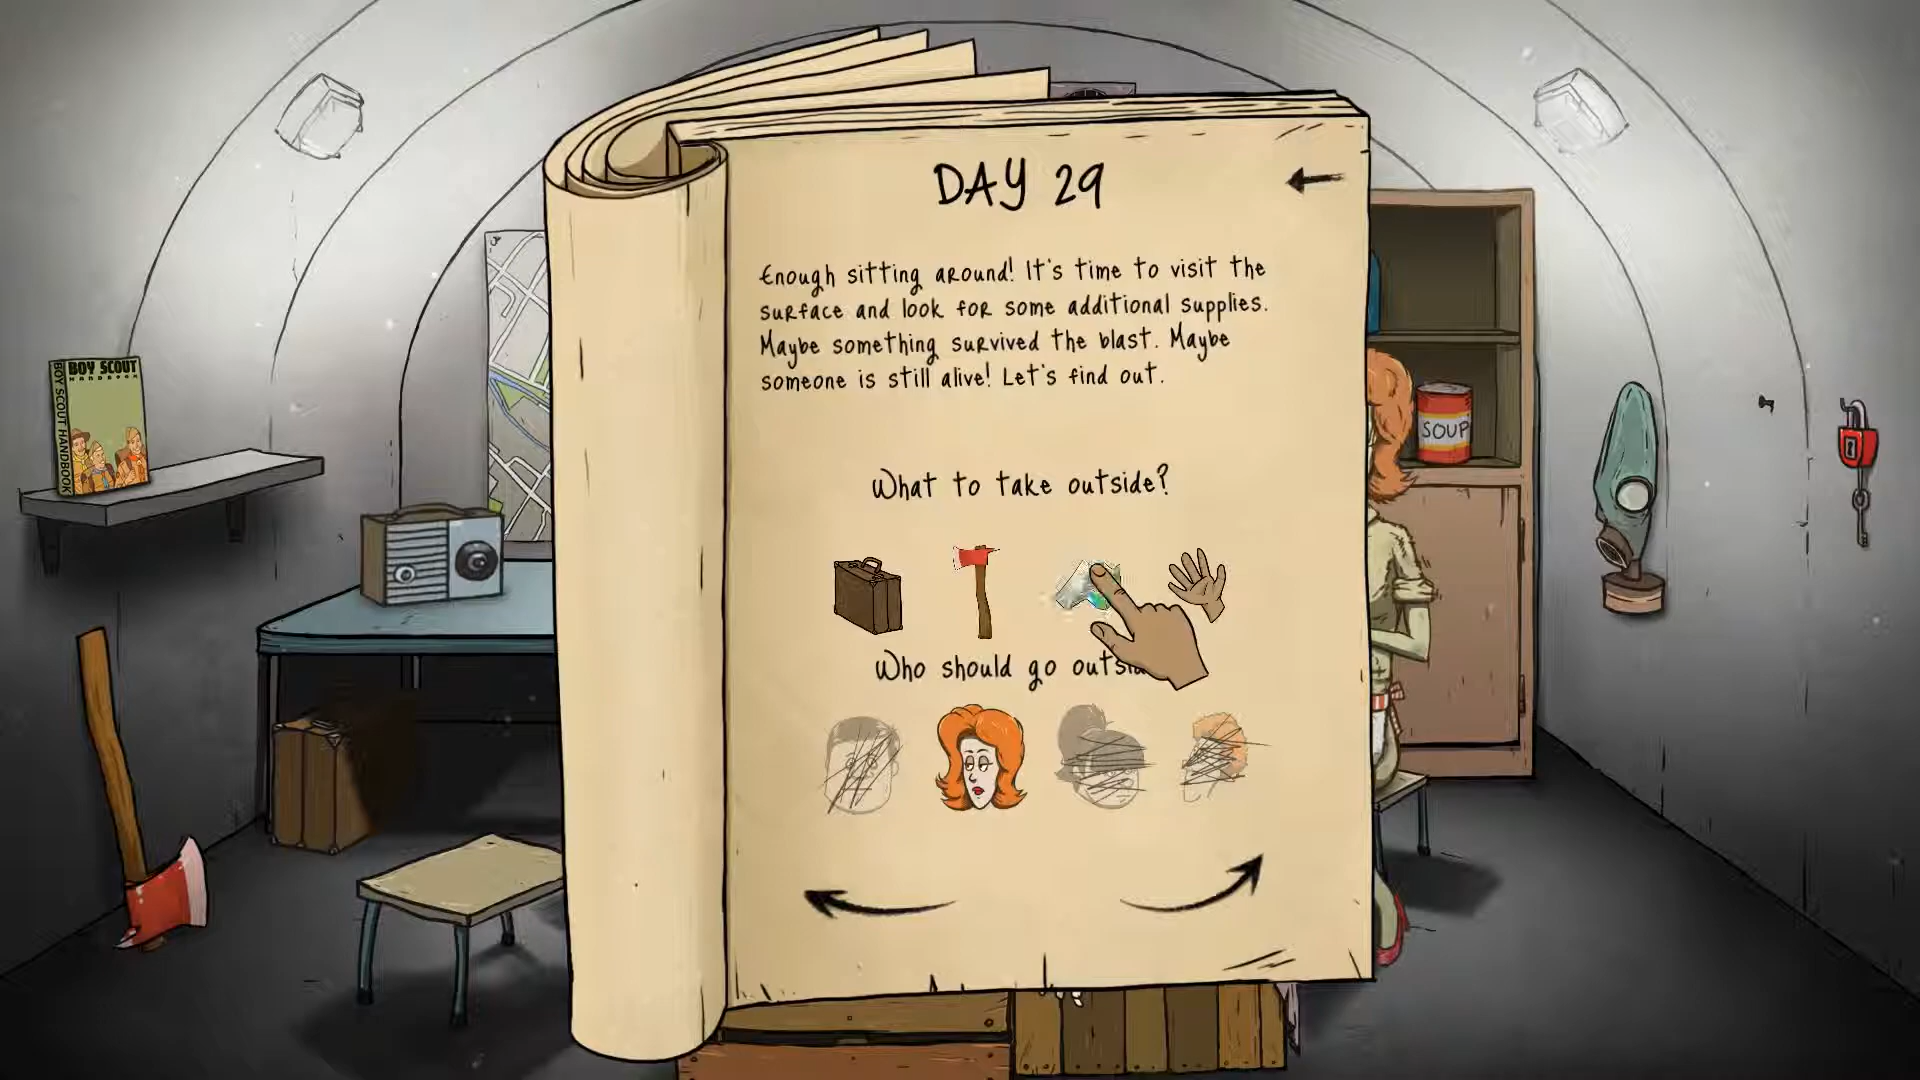 DAY 29
Enough sitting around! It's time to visit the
surface and look for some additional supplies.
Maybe something survived the blast. Maybe
someone is still alive! Let's find out.
What to take outside?
Who should go
BOY SCOUT
HANDBOOK
BOY SCOUT HANDBOOK
SOUP